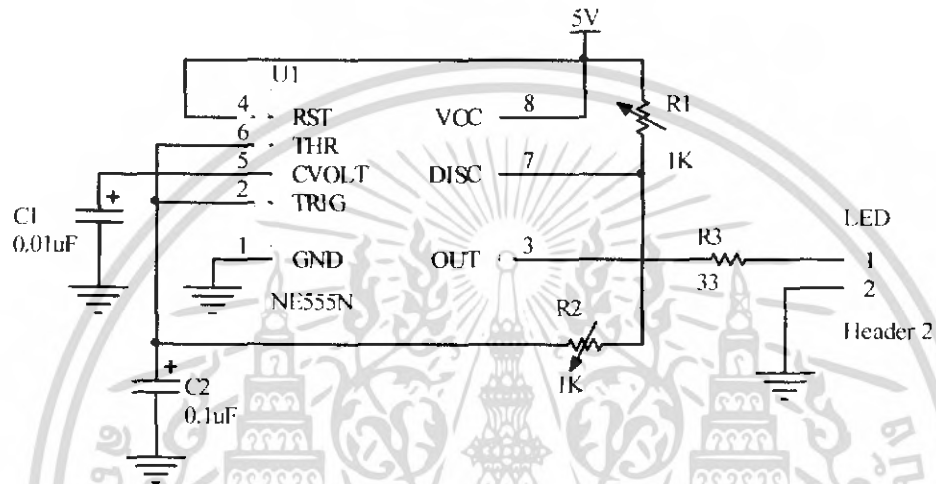 5V
U1
4 RST VCC 8
6 THR
5 CVOLT DISC 7
2 TRIG
1 GND OUT 3
NE555N
R1
1K
+
C1
0.01uF
R2
1K
R3
33
LED
1
2
Header 2
+
C2
0.1uF